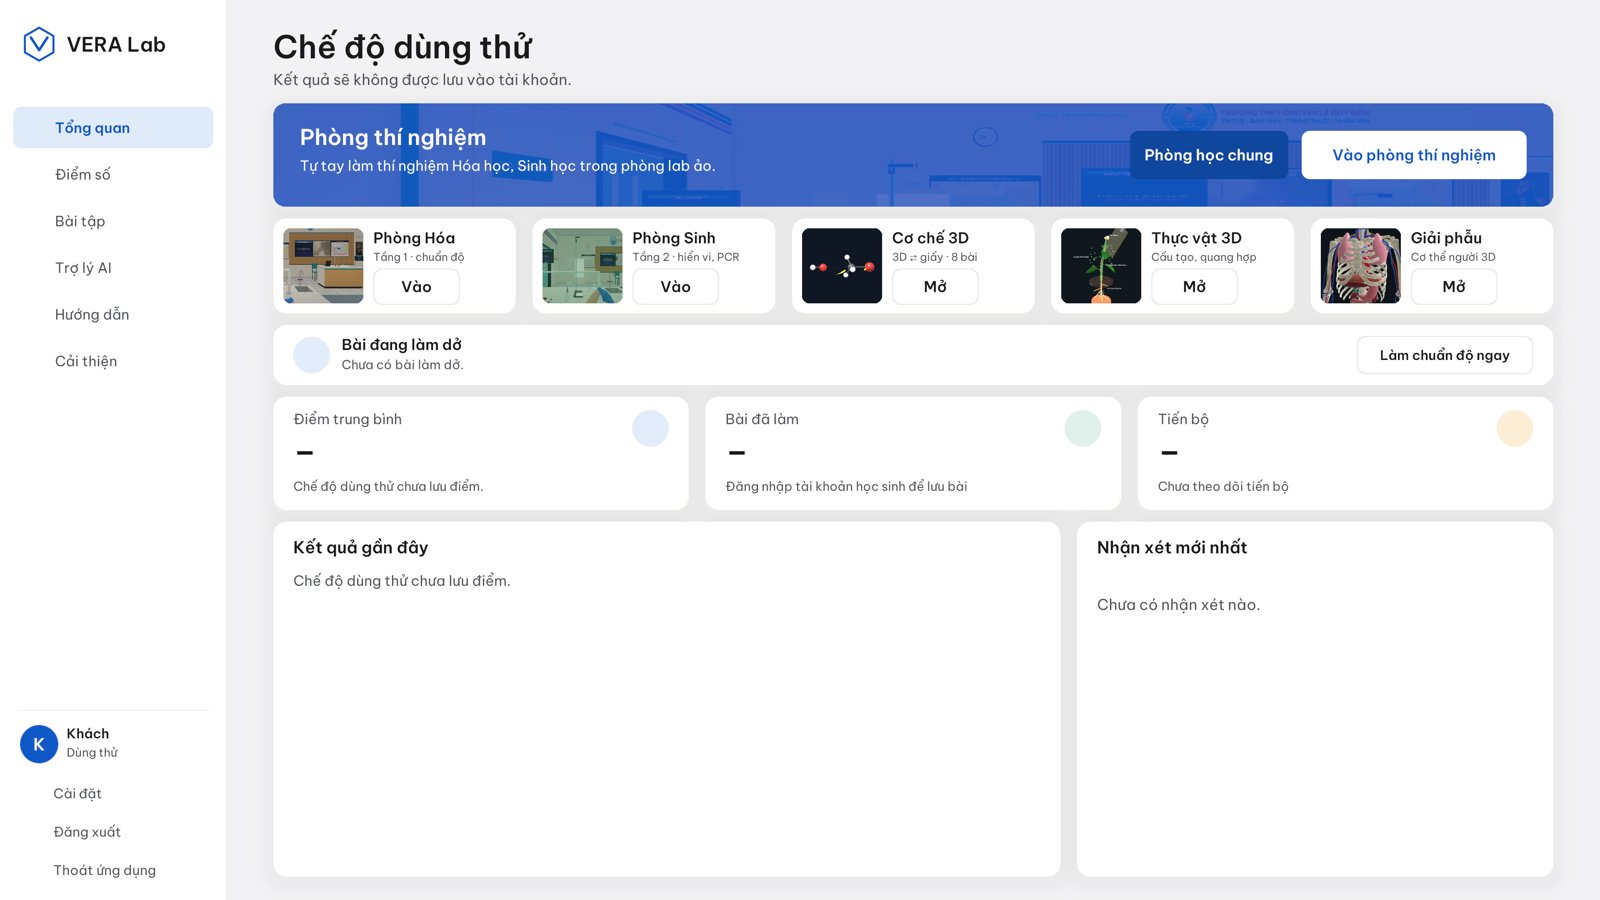 VERA Lab
Tổng quan
Điểm số
Bài tập
Trợ lý AI
Hướng dẫn
Cải thiện
K
Khách
Dùng thử
Cài đặt
Đăng xuất
Thoát ứng dụng
Chế độ dùng thử
Kết quả sẽ không được lưu vào tài khoản.
TRƯỜNG THPT CHUYÊN LÊ QUÝ ĐÔN
Phòng thí nghiệm
Tự tay làm thí nghiệm Hóa học, Sinh học trong phòng lab ảo.
Phòng học chung
Vào phòng thí nghiệm
Phòng Hóa
Tầng 1 · chuẩn độ
Vào
Phòng Sinh
Tầng 2 · hiển vi, PCR
Vào
Cơ chế 3D
3D ⇌ giấy · 8 bài
Mở
Thực vật 3D
Cấu tạo, quang hợp
Mở
Giải phẫu
Cơ thể người 3D
Mở
Bài đang làm dở
Chưa có bài làm dở.
Làm chuẩn độ ngay
Điểm trung bình
–
Chế độ dùng thử chưa lưu điểm.
Bài đã làm
–
Đăng nhập tài khoản học sinh để lưu bài
Tiến bộ
–
Chưa theo dõi tiến bộ
Kết quả gần đây
Chế độ dùng thử chưa lưu điểm.
Nhận xét mới nhất
Chưa có nhận xét nào.